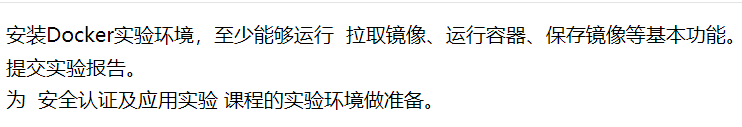 安装Docker实验环境，至少能够运行  拉取镜像、运行容器、保存镜像等基本功能。
提交实验报告。
为  安全认证及应用实验 课程的实验环境做准备。